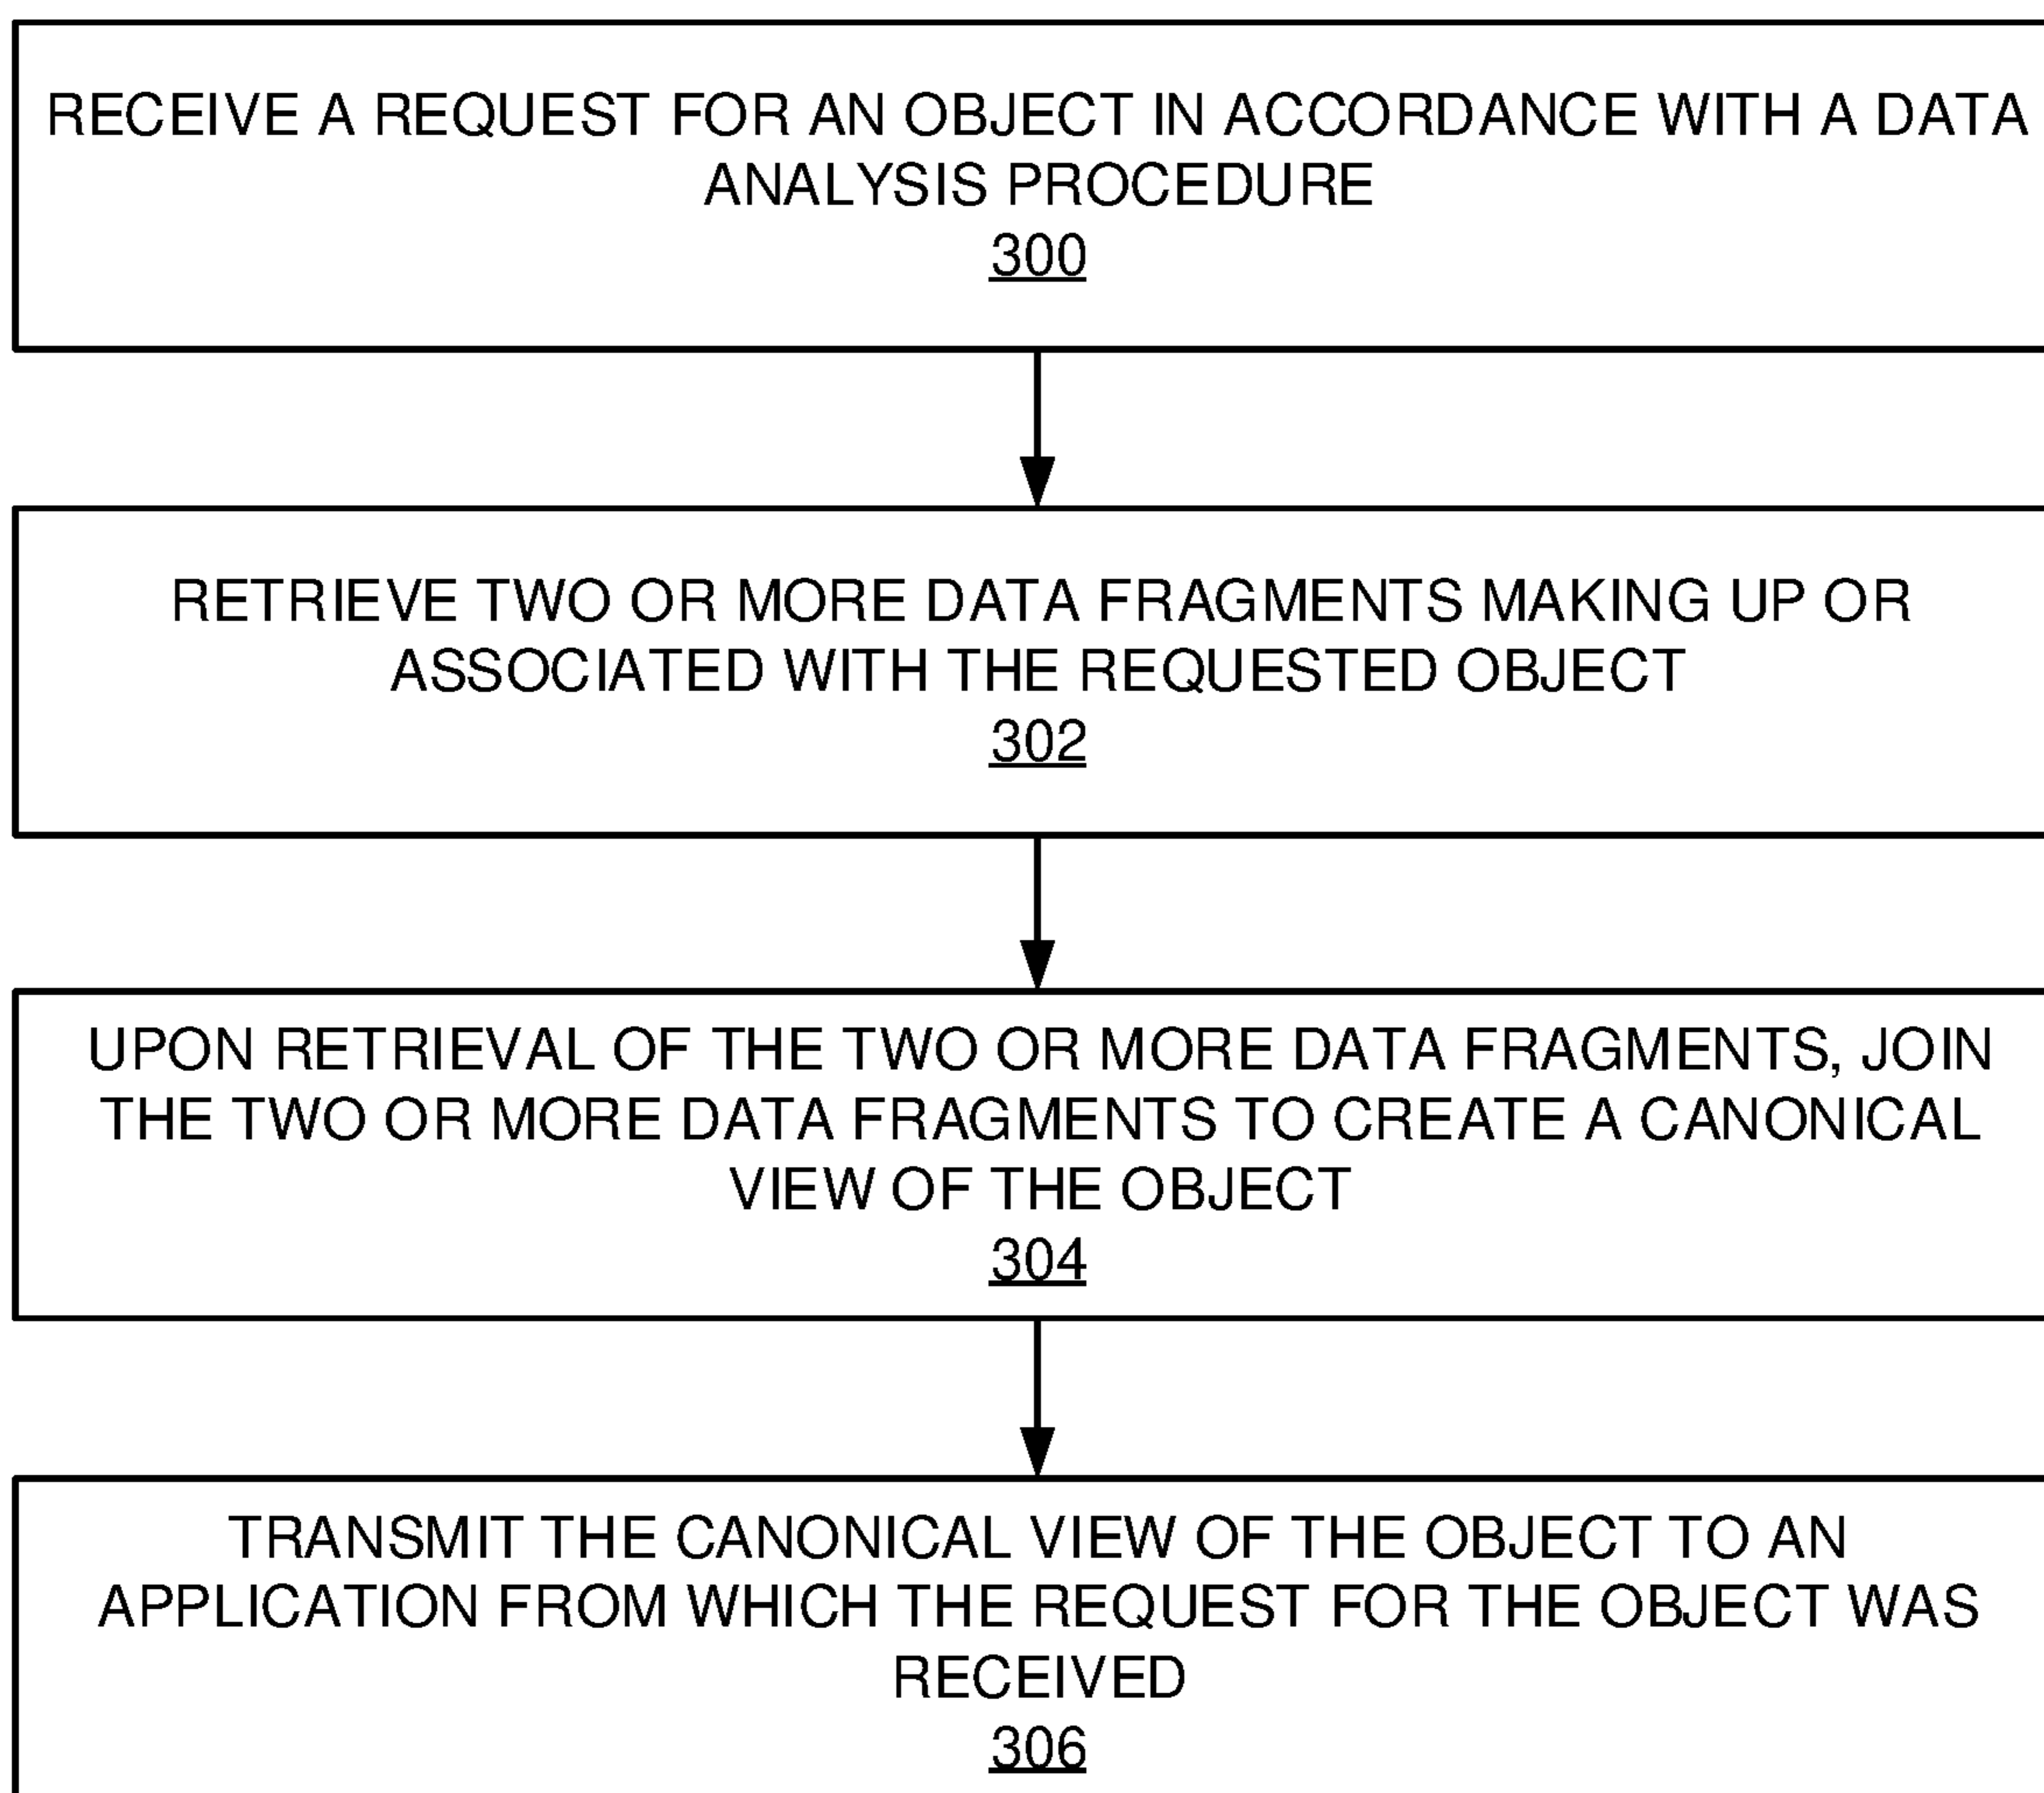 RECEIVE A REQUEST FOR AN OBJECT IN ACCORDANCE WITH A DATA
ANALYSIS PROCEDURE
300
RETRIEVE TWO OR MORE DATA FRAGMENTS MAKING UP OR
ASSOCIATED WITH THE REQUESTED OBJECT
302
UPON RETRIEVAL OF THE TWO OR MORE DATA FRAGMENTS, JOIN
THE TWO OR MORE DATA FRAGMENTS TO CREATE A CANONICAL
VIEW OF THE OBJECT
304
TRANSMIT THE CANONICAL VIEW OF THE OBJECT TO AN
APPLICATION FROM WHICH THE REQUEST FOR THE OBJECT WAS
RECEIVED
306